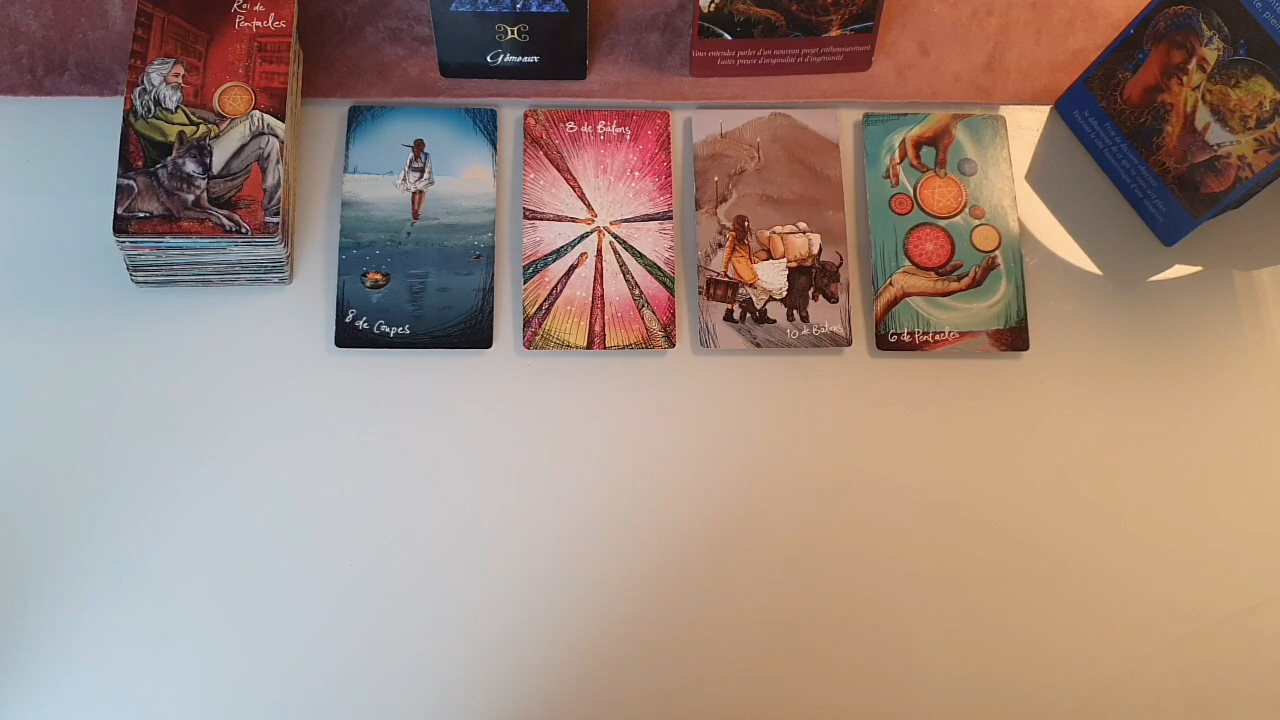 Roi de
Pentacles
Gémeaux
Vous entendez parler d'un nouveau projet enthousiasmant.
Faites preuve d'originalité et d'ingéniosité.
8 de Coupes
8 de Bâtons
10 de Bâtons
6 de Pentacles